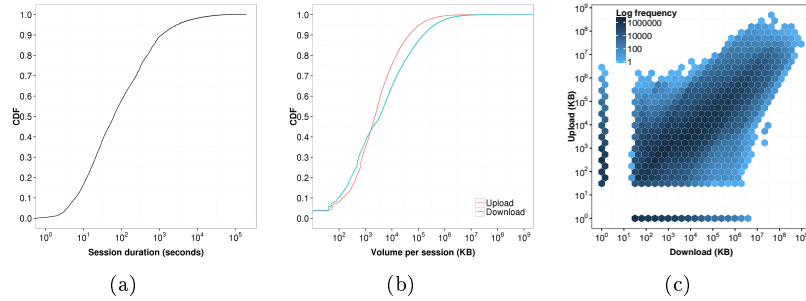 1.0
0.9
0.8
0.7
0.6
CDF
0.5
0.4
0.3
0.2
0.1
0.0
10^0 10^1 10^2 10^3 10^4 10^5
Session duration (seconds)
(a)
1.0
0.9
0.8
0.7
0.6
CDF
0.5
0.4
0.3
0.2
0.1
0.0
Upload
Download
10^2 10^3 10^4 10^5 10^6 10^7 10^8 10^9
Volume per session (KB)
(b)
Log frequency
1000000
10000
100
1
10^9
10^8
10^7
10^6
10^5
10^4
10^3
10^2
10^1
10^0
Upload (KB)
10^0 10^1 10^2 10^3 10^4 10^5 10^6 10^7 10^8 10^9
Download (KB)
(c)